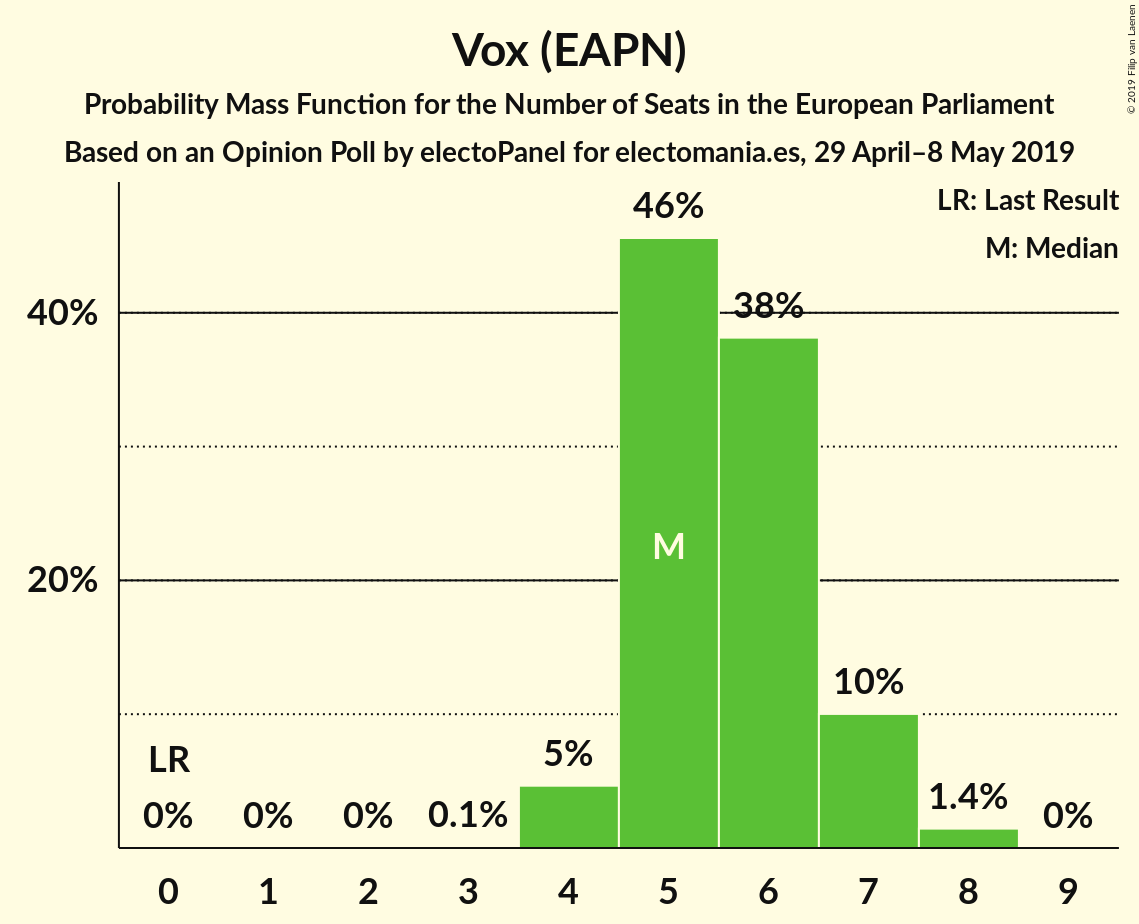 Vox (EAPN)
Probability Mass Function for the Number of Seats in the European Parliament
Based on an Opinion Poll by electoPanel for electomania.es, 29 April–8 May 2019
© 2019 Filip van Laenen
LR: Last Result
M: Median
46%
40%
38%
M
20%
10%
LR
5%
0%
0%
0%
0.1%
1.4%
0%
0 1 2 3 4 5 6 7 8 9